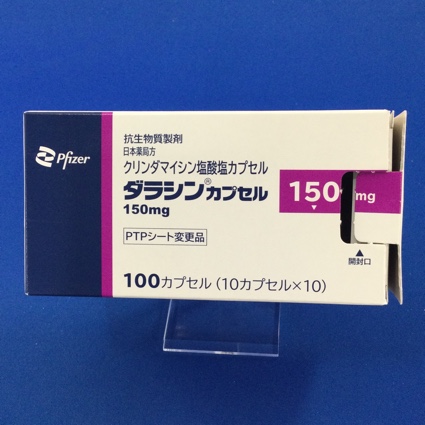 Pfizer
抗生物質製剤
日本薬局方
クリンダマイシン塩酸塩カプセル
ダラシン®カプセル
150mg
PTPシート変更品
100カプセル(10カプセル×10)
150 mg
開封口